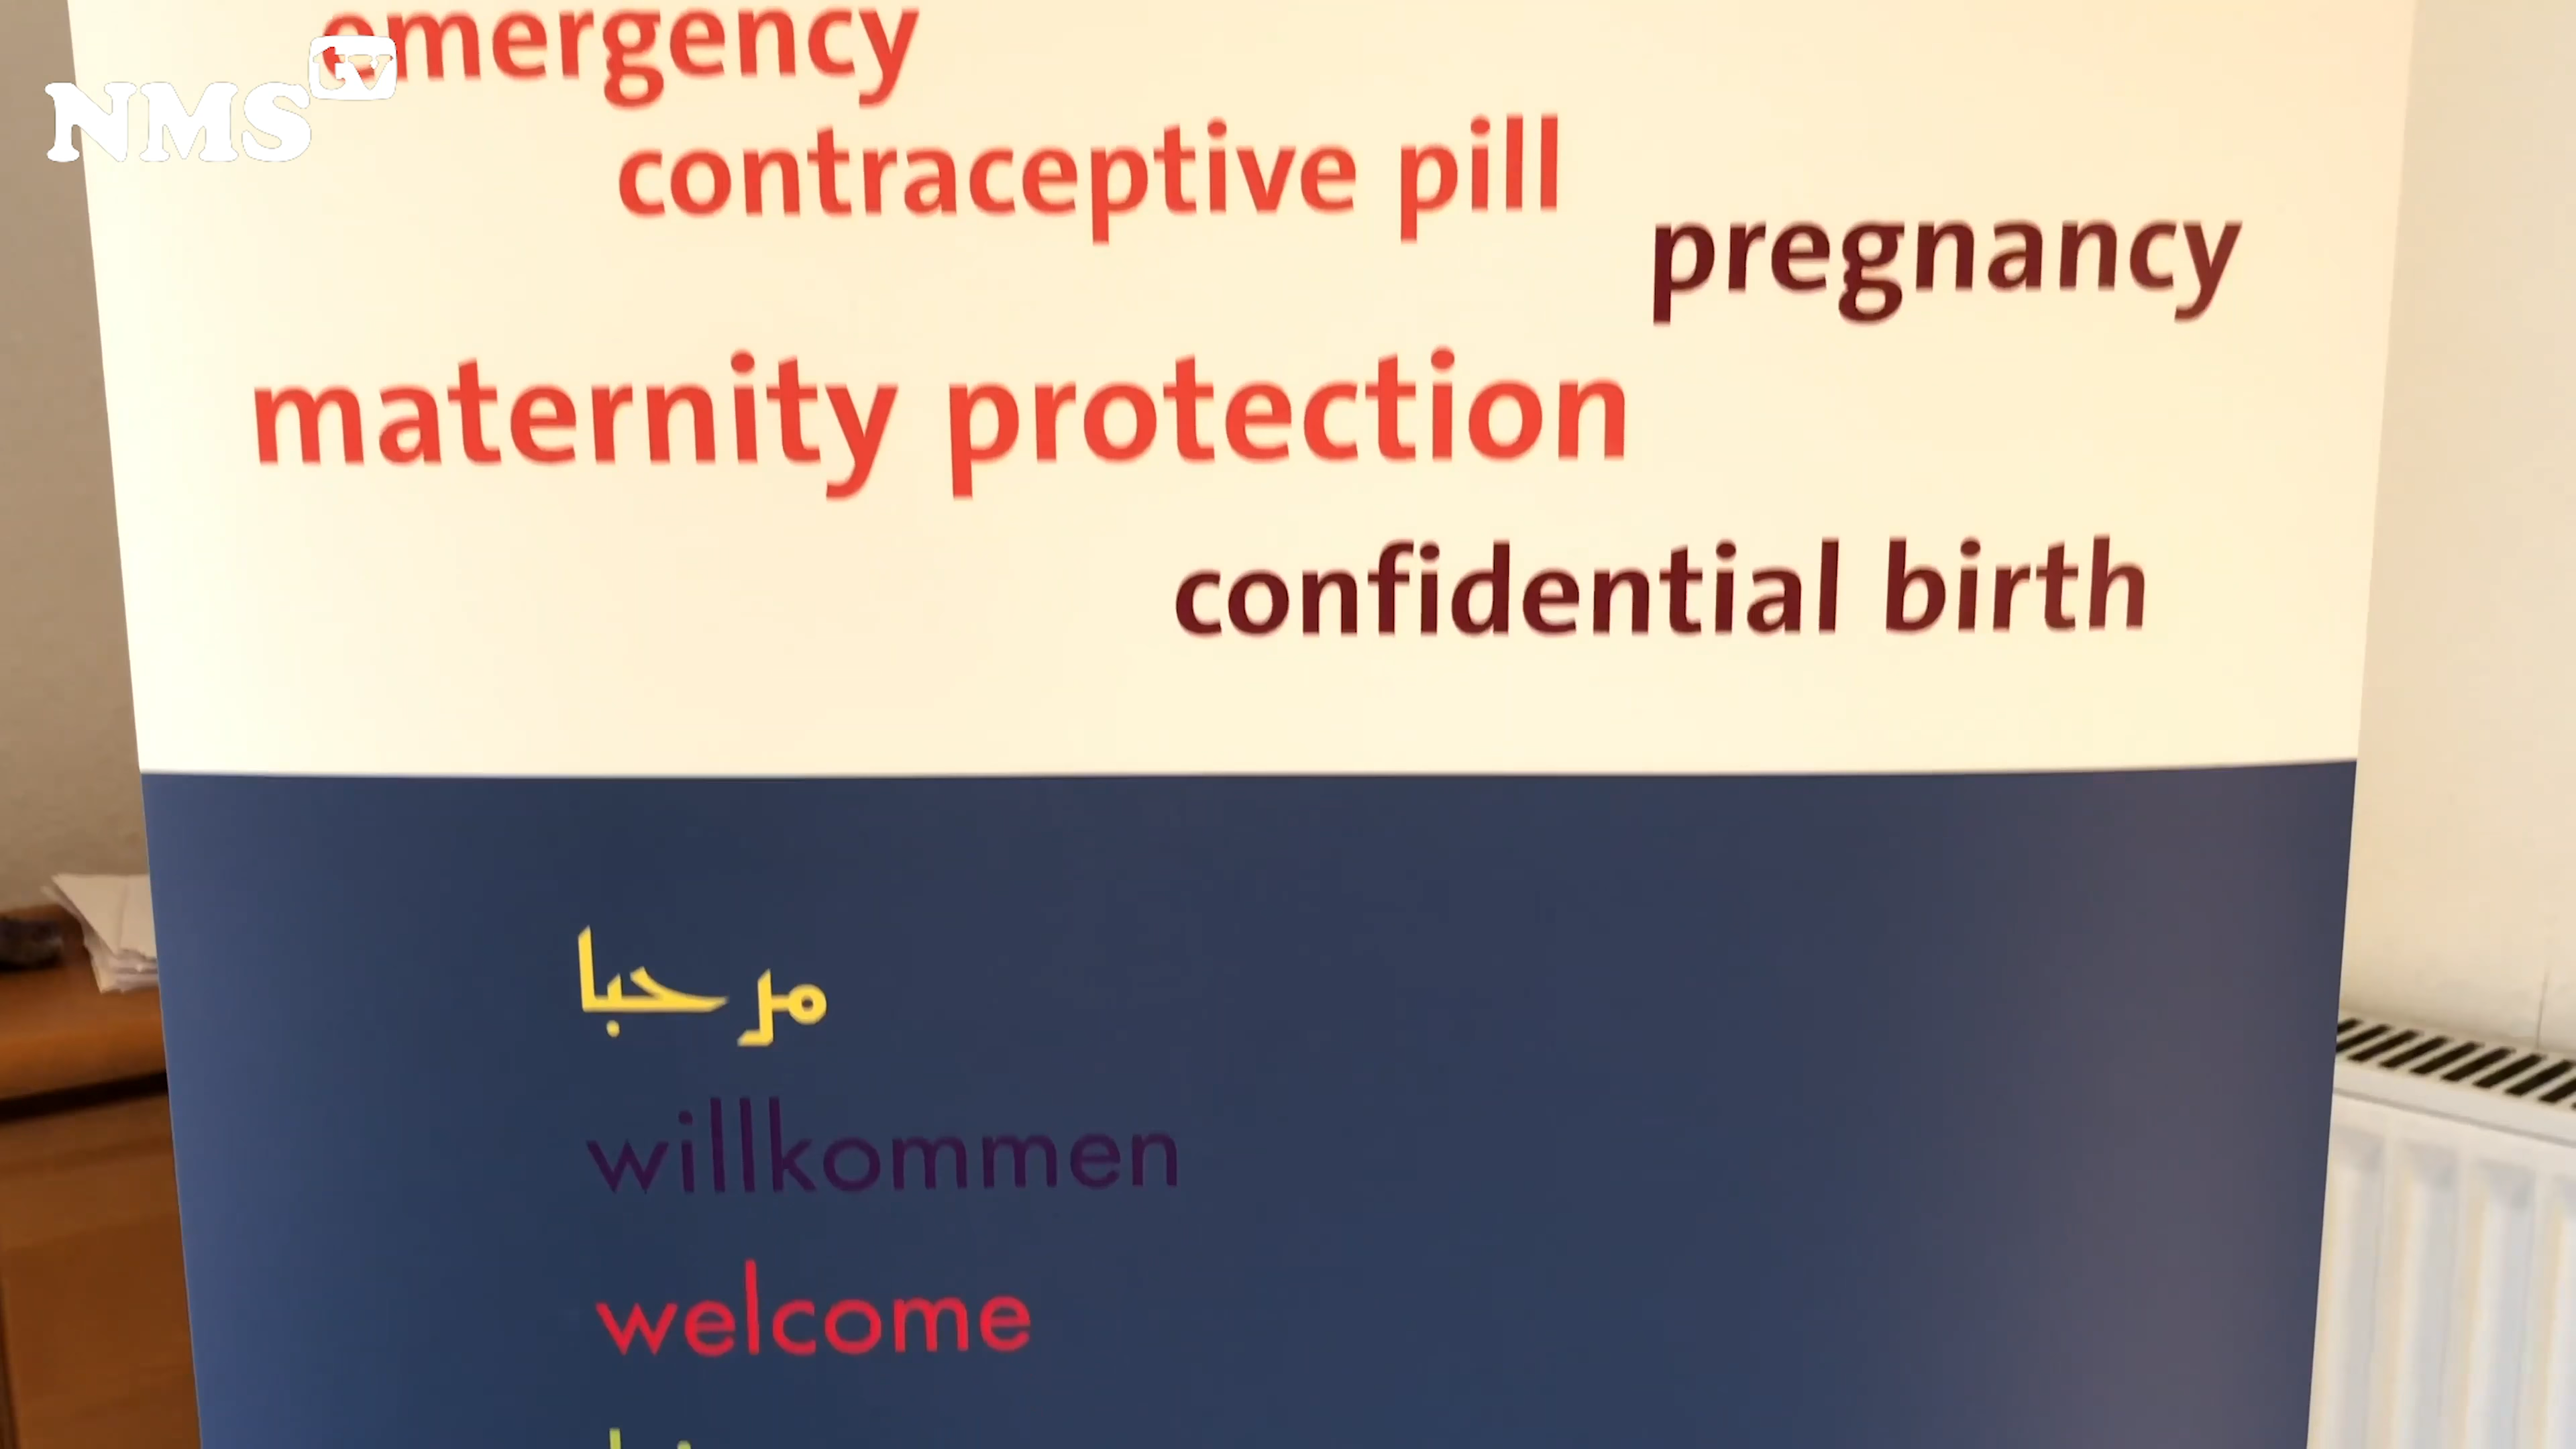 emergency
NMS tv
contraceptive pill
pregnancy
maternity protection
confidential birth
مرحبا
willkommen
welcome